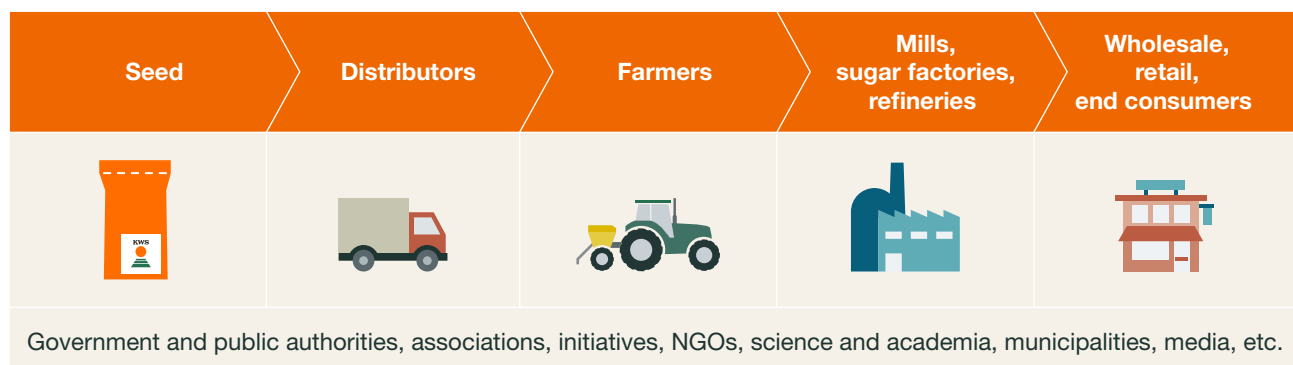 Seed
Distributors
Farmers
Mills,
sugar factories,
refineries
Wholesale,
retail,
end consumers
KWS
Government and public authorities, associations, initiatives, NGOs, science and academia, municipalities, media, etc.